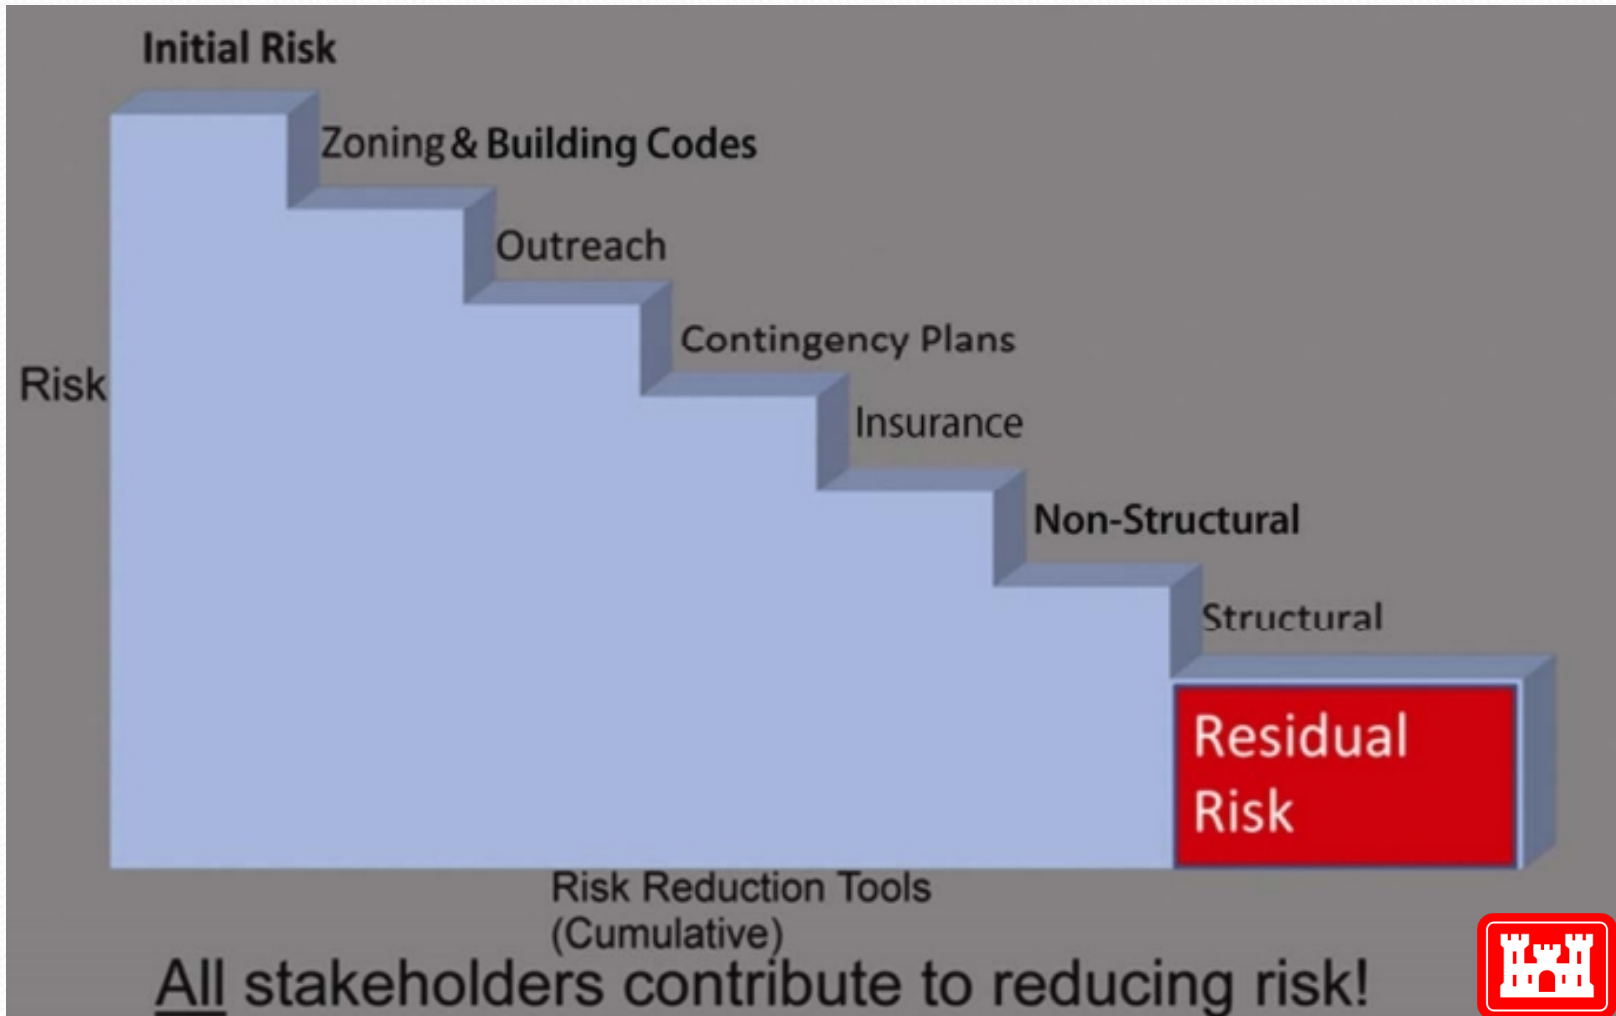 Initial Risk
Zoning & Building Codes
Outreach
Contingency Plans
Risk
Insurance
Non-Structural
Structural
Residual
Risk
Risk Reduction Tools
(Cumulative)
All stakeholders contribute to reducing risk!